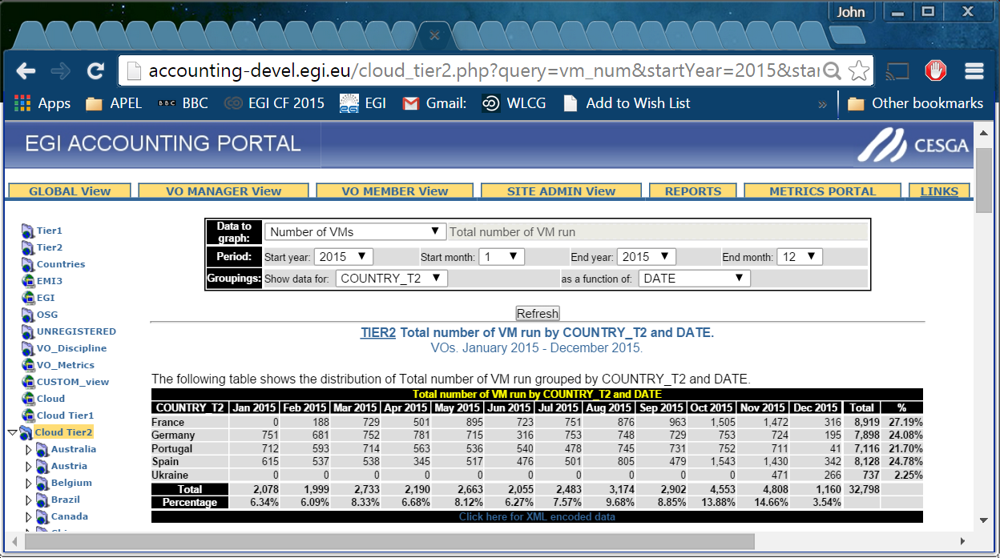 John
accounting-devel.egi.eu/cloud_tier2.php?query=vm_num&startYear=2015&star
Apps APEL BBC BBC EGI CF 2015 EGI Gmail: WLCG Add to Wish List » Other bookmarks
EGI ACCOUNTING PORTAL CESGA
GLOBAL View VO MANAGER View VO MEMBER View SITE ADMIN View REPORTS METRICS PORTAL LINKS
Tier1
Tier2
Countries
EMI3
EGI
OSG
UNREGISTERED
VO_Discipline
VO_Metrics
CUSTOM_view
Cloud
Cloud Tier1
Cloud Tier2
Australia
Austria
Belgium
Brazil
Canada
Data to graph: Number of VMs Total number of VM run
Period: Start year: 2015 Start month: 1 End year: 2015 End month: 12
Groupings: Show data for: COUNTRY_T2 as a function of: DATE
Refresh
TIER2 Total number of VM run by COUNTRY_T2 and DATE.
VOs. January 2015 - December 2015.
The following table shows the distribution of Total number of VM run grouped by COUNTRY_T2 and DATE.
Total number of VM run by COUNTRY_T2 and DATE
COUNTRY_T2 Jan 2015 Feb 2015 Mar 2015 Apr 2015 May 2015 Jun 2015 Jul 2015 Aug 2015 Sep 2015 Oct 2015 Nov 2015 Dec 2015 Total %
France 0 188 729 501 895 723 751 876 963 1,505 1,472 316 8,919 27.19%
Germany 751 681 752 781 715 316 753 748 729 753 724 195 7,898 24.08%
Portugal 712 593 714 563 536 540 478 745 731 752 711 41 7,116 21.70%
Spain 615 537 538 345 517 476 501 805 479 1,543 1,430 342 8,128 24.78%
Ukraine 0 0 0 0 0 0 0 0 0 0 471 266 737 2.25%
Total 2,078 1,999 2,733 2,190 2,663 2,055 2,483 3,174 2,902 4,553 4,808 1,160 32,798
Percentage 6.34% 6.09% 8.33% 6.68% 8.12% 6.27% 7.57% 9.68% 8.85% 13.88% 14.66% 3.54%
Click here for XML encoded data